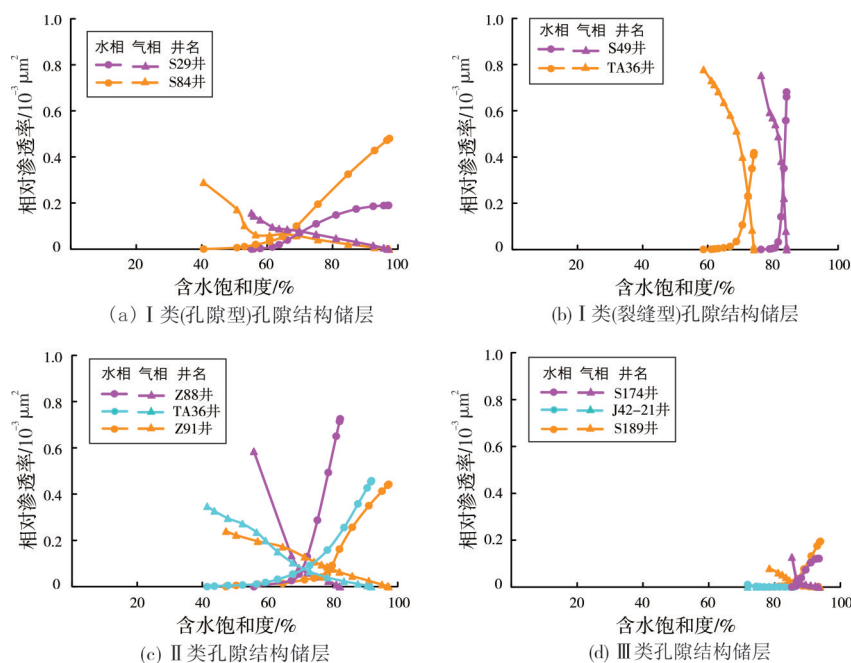 1.0
0.8
0.6
0.4
0.2
0
相对渗透率/10⁻³ μm²
水相 气相 井名
S29井
S84井
20 40 60 80 100
含水饱和度/%
(a) Ⅰ类(孔隙型)孔隙结构储层
1.0
0.8
0.6
0.4
0.2
0
相对渗透率/10⁻³ μm²
水相 气相 井名
S49井
TA36井
20 40 60 80 100
含水饱和度/%
(b) Ⅰ类(裂缝型)孔隙结构储层
1.0
0.8
0.6
0.4
0.2
0
相对渗透率/10⁻³ μm²
水相 气相 井名
Z88井
TA36井
Z91井
20 40 60 80 100
含水饱和度/%
(c) Ⅱ类孔隙结构储层
1.0
0.8
0.6
0.4
0.2
0
相对渗透率/10⁻³ μm²
水相 气相 井名
S174井
J42-21井
S189井
20 40 60 80 100
含水饱和度/%
(d) Ⅲ类孔隙结构储层